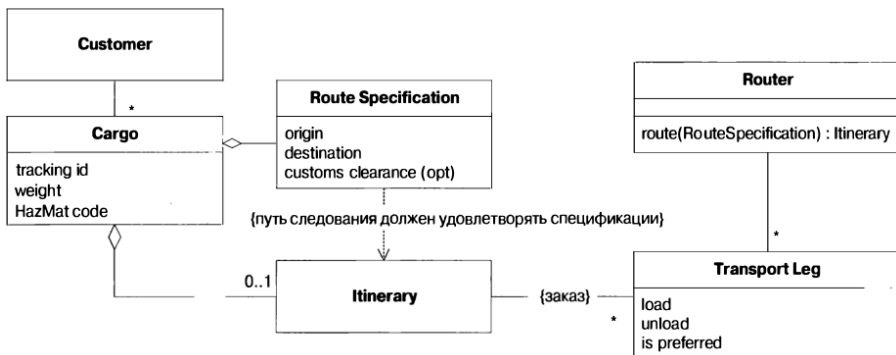 Customer
*
Cargo
tracking id
weight
HazMat code
Route Specification
origin
destination
customs clearance (opt)
Router
route(RouteSpecification) : Itinerary
{путь следования должен удовлетворять спецификации}
*
0..1
Itinerary
{заказ}
*
Transport Leg
load
unload
is preferred